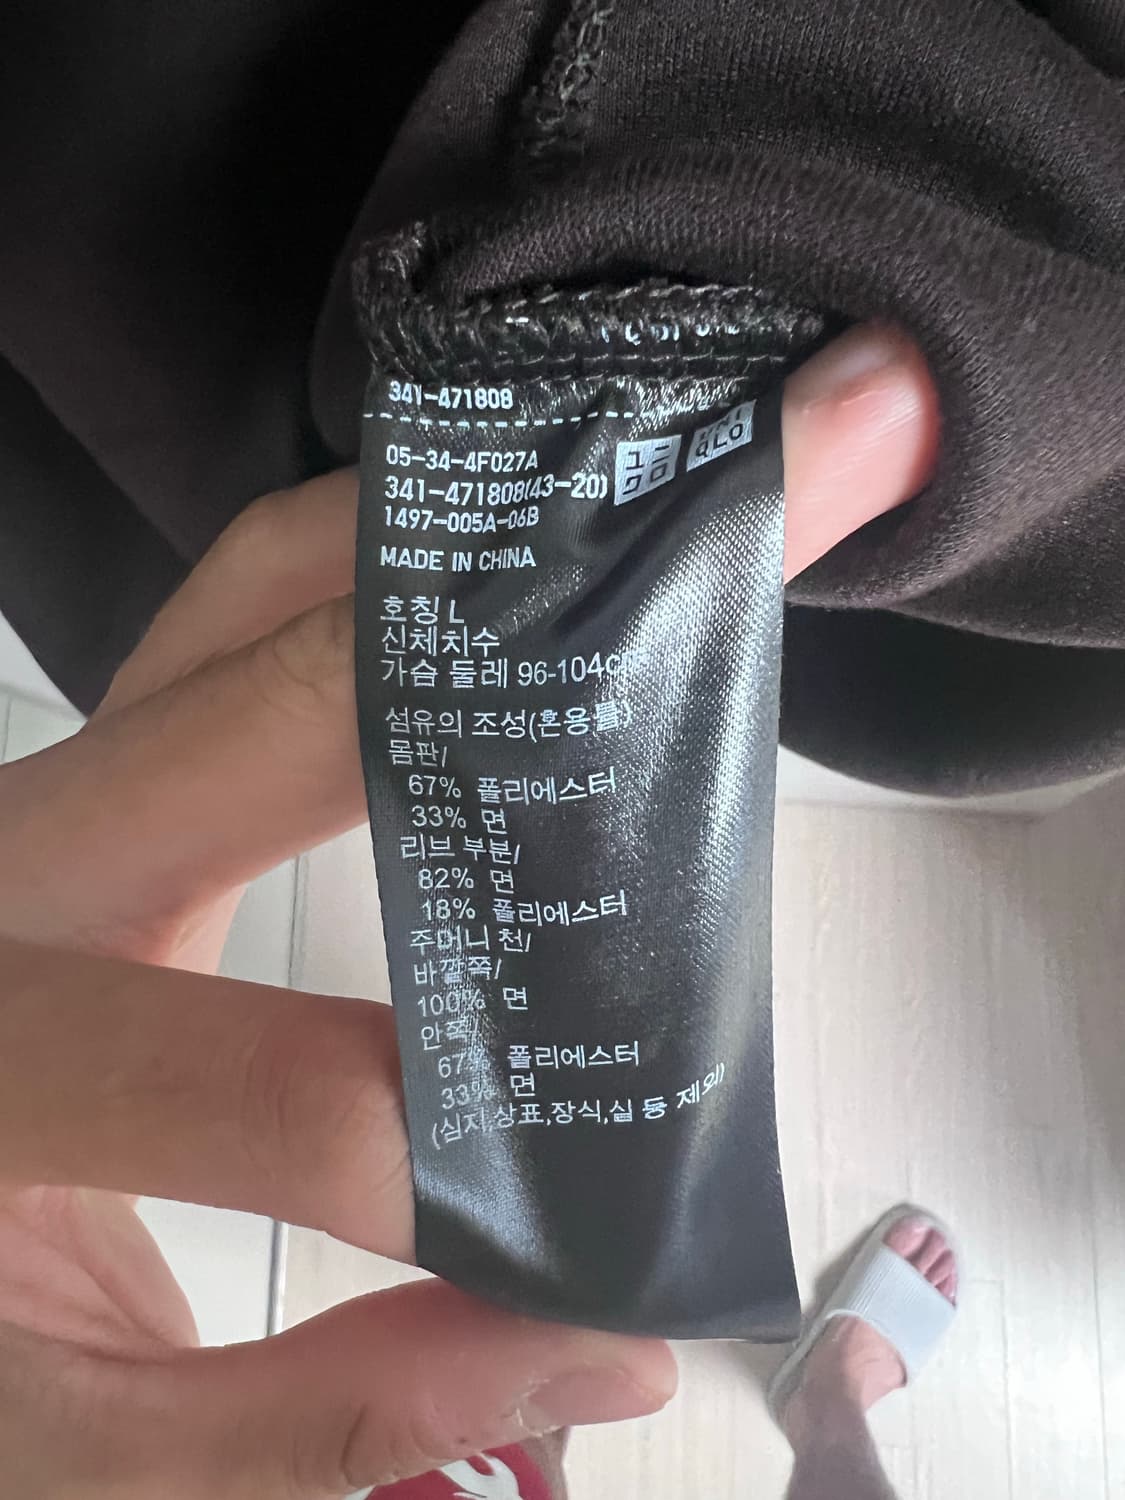 341-471808
05-34-4F027A
341-471808(43-20)
1497-005A-06B
MADE IN CHINA
호칭 L
신체치수
가슴 둘레 96-104cm
섬유의 조성(혼용률)
몸판/
67% 폴리에스터
33% 면
리브 부분/
82% 면
18% 폴리에스터
주머니 천/
바깥쪽/
100% 면
안쪽/
67% 폴리에스터
33% 면
(심지,상표,장식,실 등 제외)